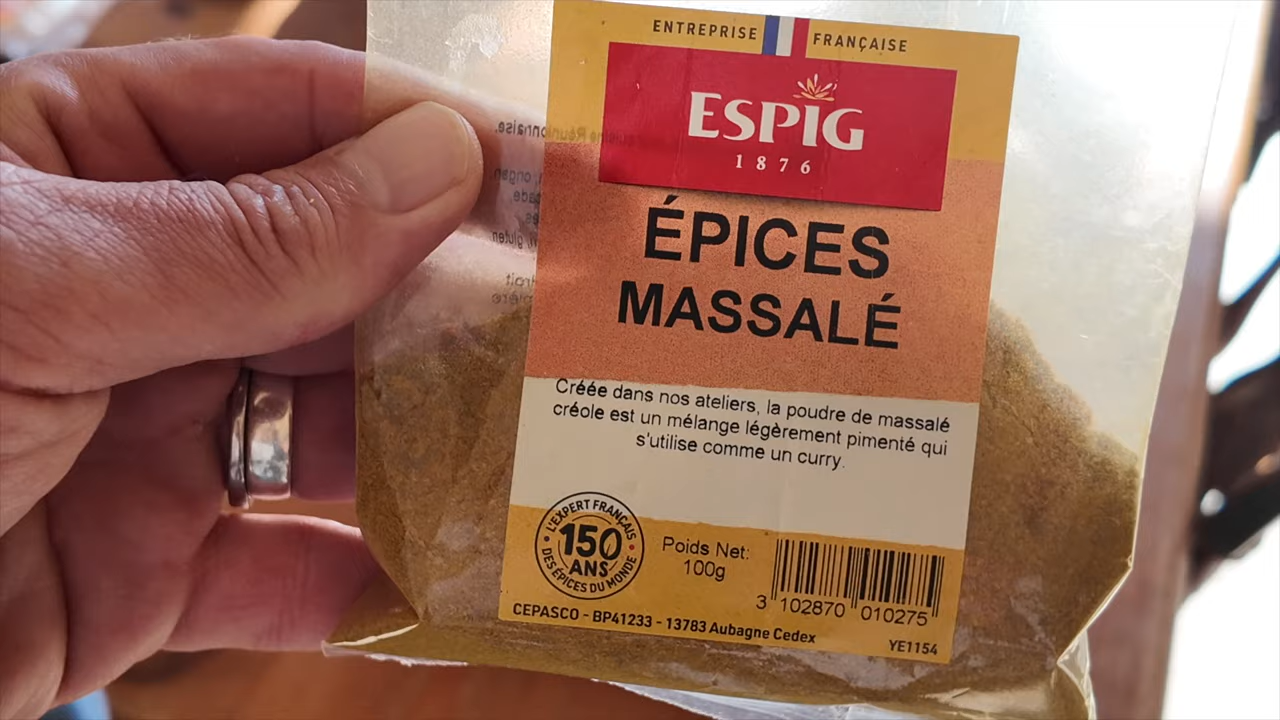 ENTREPRISE FRANÇAISE
ESPIG
1876
ÉPICES
MASSALÉ
Créée dans nos ateliers, la poudre de massalé
créole est un mélange légèrement pimenté qui
s'utilise comme un curry.
L'EXPERT FRANÇAIS
150
ANS
DES ÉPICES DU MONDE
Poids Net:
100g
3 102870 010275
CEPASCO - BP41233 - 13783 Aubagne Cedex
YE1154